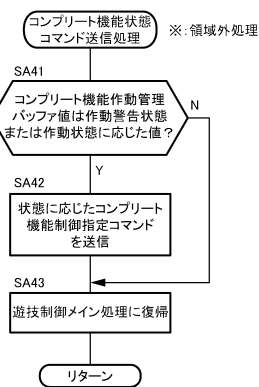 コンプリート機能状態
コマンド送信処理
※:領域外処理
SA41
コンプリート機能作動管理
バッファ値は作動警告状態
または作動状態に応じた値？
N
Y
SA42
状態に応じたコンプリート
機能制御指定コマンド
を送信
SA43
遊技制御メイン処理に復帰
リターン